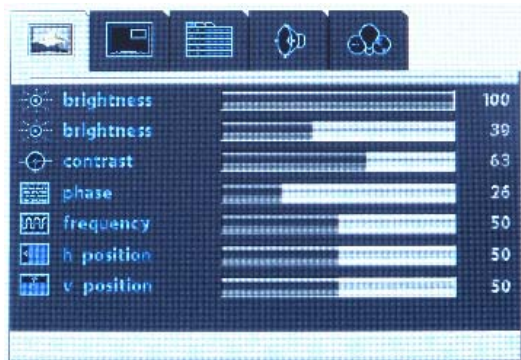 brightness 100
brightness 39
contrast 63
phase 26
frequency 50
h position 50
v position 50